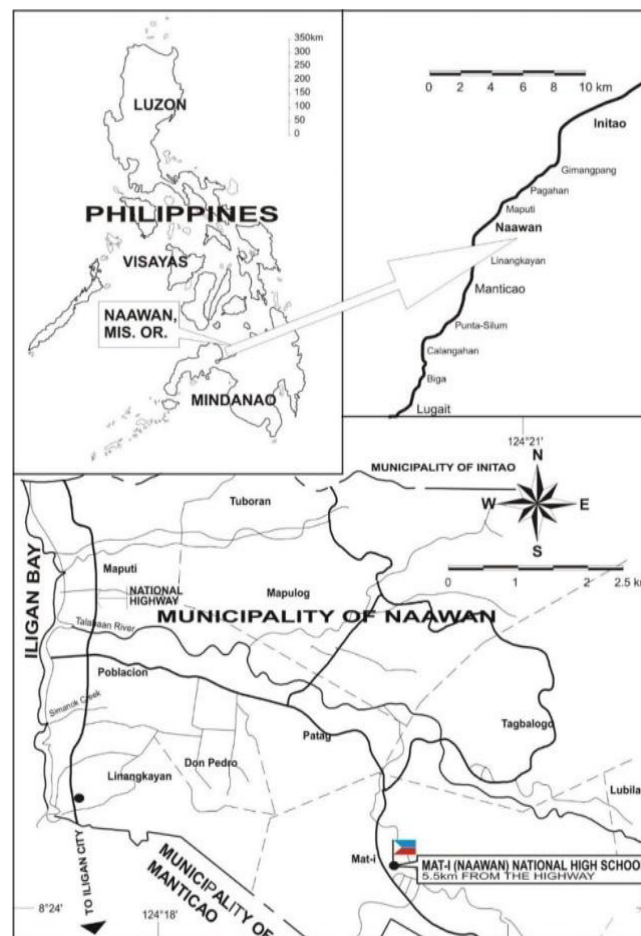 350km
300
250
200
150
100
50
0
LUZON
PHILIPPINES
VISAYAS
NAAWAN,
MIS. OR.
MINDANAO
0 2 4 6 8 10 km
Initao
Gimangpang
Pagahan
Maputi
Naawan
Linangkayan
Manticao
Punta-Silum
Calangahan
Biga
Lugait
124°21'
MUNICIPALITY OF INITAO
N
W E
S
0 1 2 2.5 km
Tuboran
ILIGAN BAY
Maputi
NATIONAL
HIGHWAY
Mapulog
MUNICIPALITY OF NAAWAN
Talabaan River
Poblacion
Simanok Creek
Tagbalogo
Patag
Don Pedro
Linangkayan
Lubila
Mat-i
MAT-I (NAAWAN) NATIONAL HIGH SCHOO
5.5km FROM THE HIGHWAY
MUNICIPALITY OF
MANTICAO
TO ILIGAN CITY
8°24'
124°18'